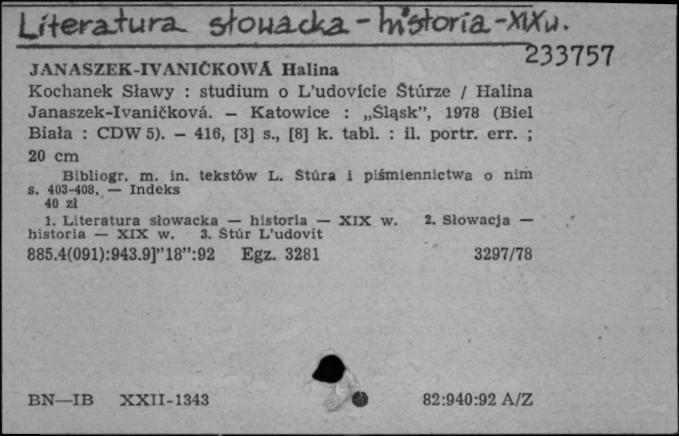 Literatura słowacka - historia - XIX w.
233757
JANASZEK-IVANIČKOWÁ Halina
Kochanek Sławy : studium o L'udovície Štúrze / Halina
Janaszek-Ivaničková. — Katowice : „Śląsk”, 1978 (Biel
Biała : CDW 5). — 416, [3] s., [8] k. tabl. : il. portr. err. ;
20 cm
Bibliogr. m. in. tekstów L. Štúra i piśmiennictwa o nim
s. 403-408. — Indeks
40 zł
1. Literatura słowacka — historia — XIX w. 2. Słowacja —
historia — XIX w. 3. Štúr L'udovít
885.4(091):943.9]”18”:92 Egz. 3281 3297/78
BN—IB XXII-1343 82:940:92 A/Z